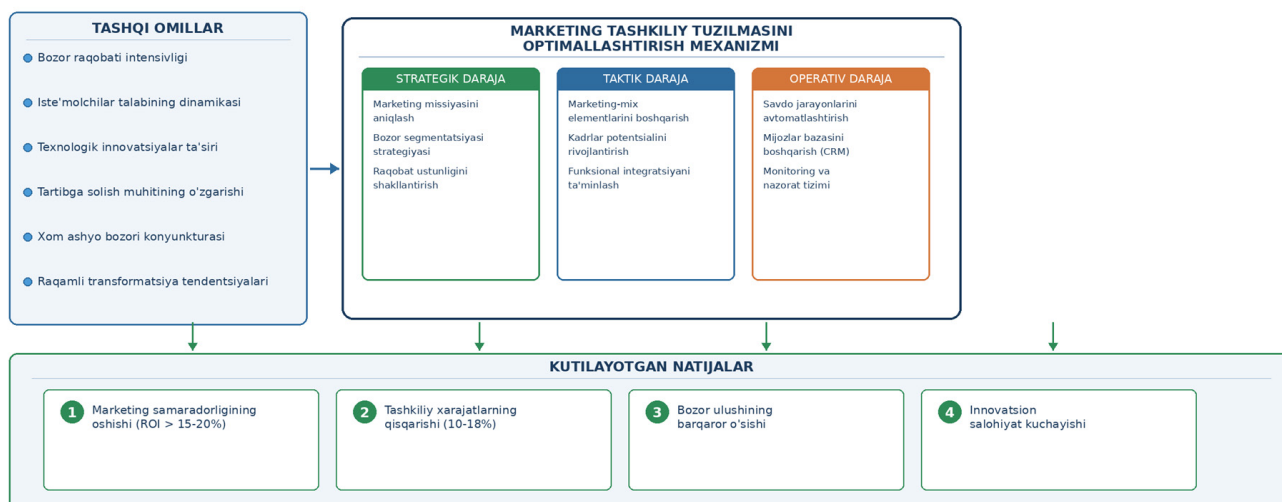 TASHQI OMILLAR
Bozor raqobati intensivligi
Iste'molchilar talabining dinamikasi
Texnologik innovatsiyalar ta'siri
Tartibga solish muhitining o'zgarishi
Xom ashyo bozori konyunkturasi
Raqamli transformatsiya tendentsiyalari
MARKETING TASHKILIY TUZILMASINI
OPTIMALLASHTIRISH MEXANIZMI
STRATEGIK DARAJA
Marketing missiyasini
aniqlash
Bozor segmentatsiyasi
strategiyasi
Raqobat ustunligini
shakllantirish
TAKTIK DARAJA
Marketing-mix
elementlarini boshqarish
Kadrlar potentsialini
rivojlantirish
Funksional integratsiyani
ta'minlash
OPERATIV DARAJA
Savdo jarayonlarini
avtomatlashtirish
Mijozlar bazasini
boshqarish (CRM)
Monitoring va
nazorat tizimi
KUTILAYOTGAN NATIJALAR
1
Marketing samaradorligining
oshishi (ROI > 15-20%)
2
Tashkiliy xarajatlarning
qisqarishi (10-18%)
3
Bozor ulushining
barqaror o'sishi
4
Innovatsion
salohiyat kuchayishi